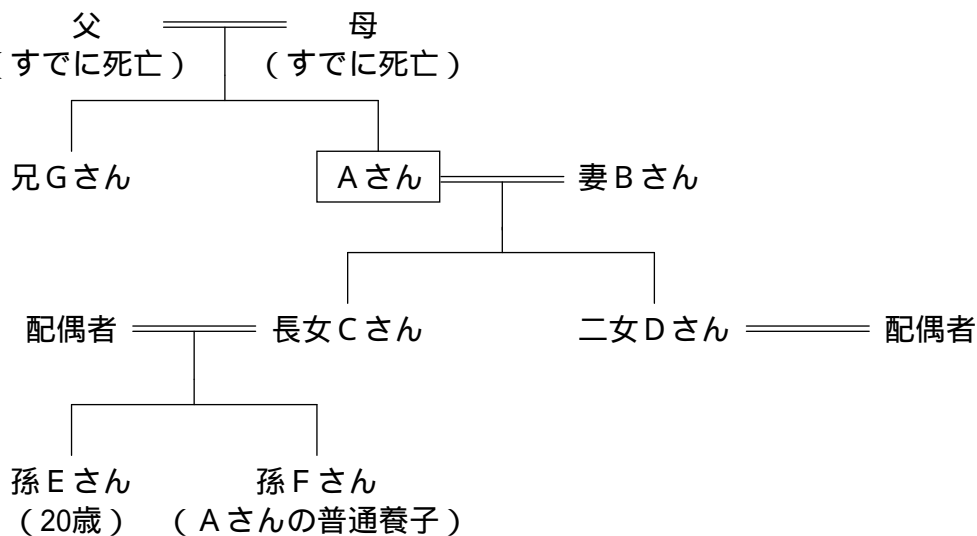 父 母
(すでに死亡) (すでに死亡)
兄Gさん Aさん 妻Bさん
配偶者 長女Cさん 二女Dさん 配偶者
孫Eさん 孫Fさん
(20歳) (Aさんの普通養子)